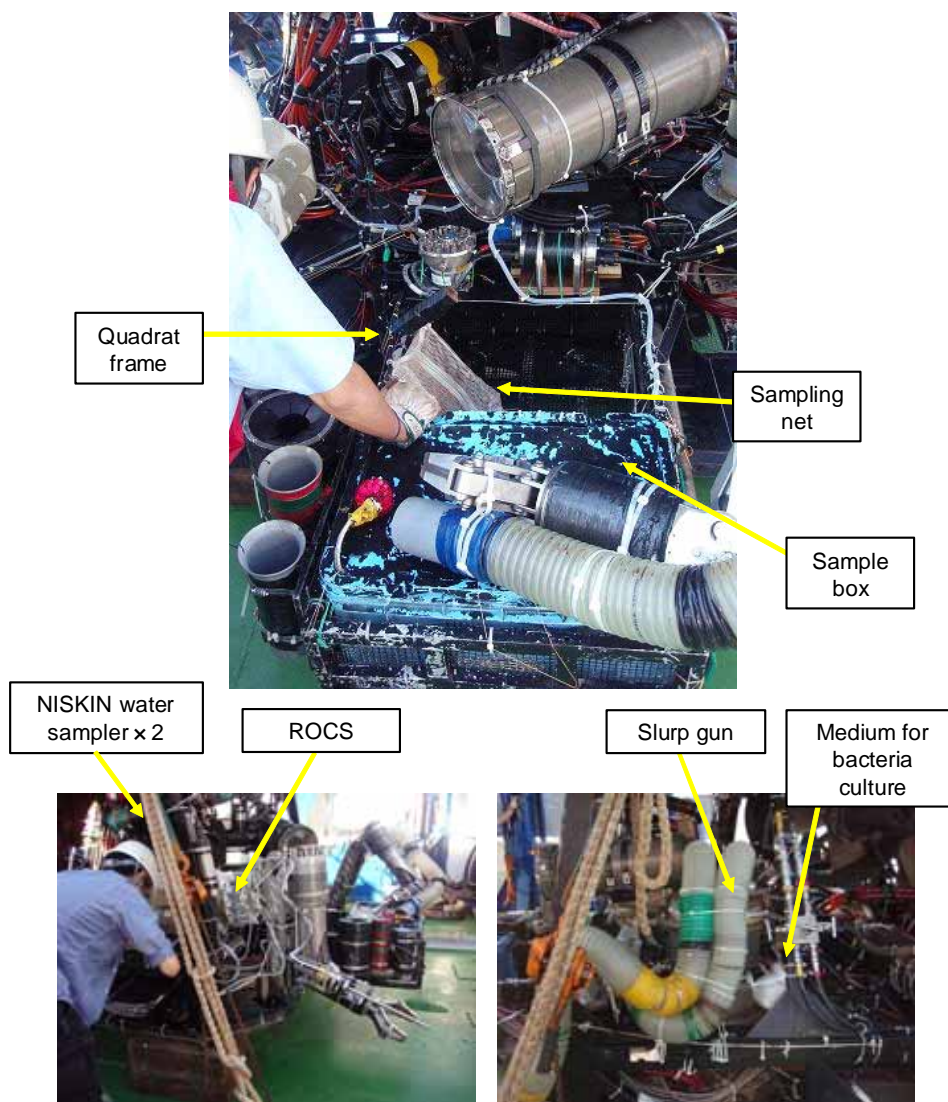 Quadrat
frame
Sampling
net
Sample
box
NISKIN water
sampler × 2
ROCS
Slurp gun
Medium for
bacteria
culture